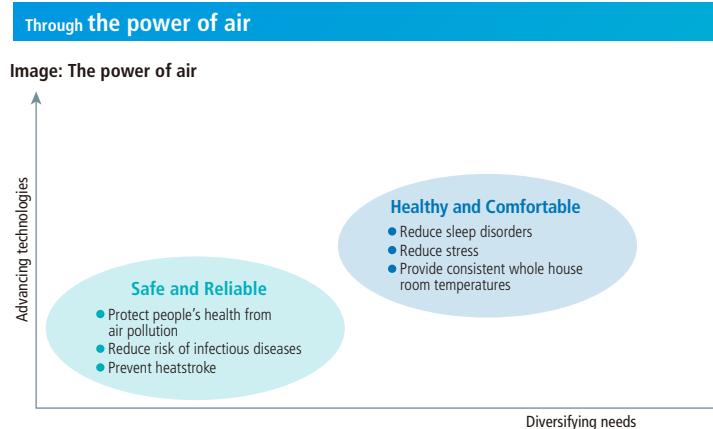 Through the power of air
Image: The power of air
Advancing technologies
Healthy and Comfortable
● Reduce sleep disorders
● Reduce stress
● Provide consistent whole house
room temperatures
Safe and Reliable
● Protect people's health from
air pollution
● Reduce risk of infectious diseases
● Prevent heatstroke
Diversifying needs